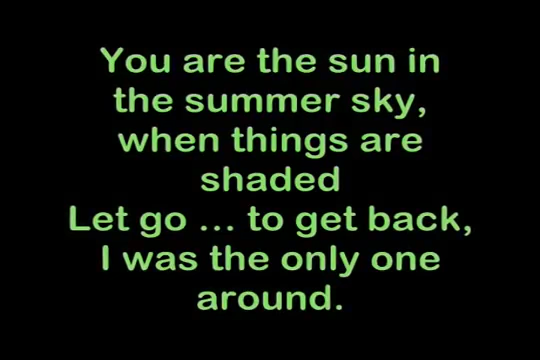 You are the sun in
the summer sky,
when things are
shaded
Let go ... to get back,
I was the only one
around.